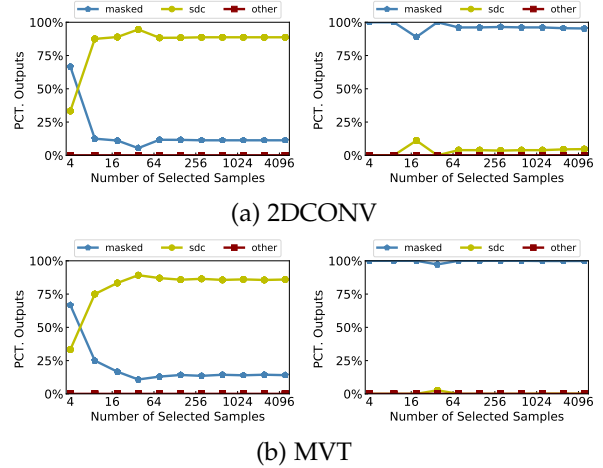 masked sdc other
masked sdc other
100%
75%
50%
25%
0%
PCT. Outputs
4 16 64 256 1024 4096
Number of Selected Samples
100%
75%
50%
25%
0%
PCT. Outputs
4 16 64 256 1024 4096
Number of Selected Samples
(a) 2DCONV
masked sdc other
masked sdc other
100%
75%
50%
25%
0%
PCT. Outputs
4 16 64 256 1024 4096
Number of Selected Samples
100%
75%
50%
25%
0%
PCT. Outputs
4 16 64 256 1024 4096
Number of Selected Samples
(b) MVT